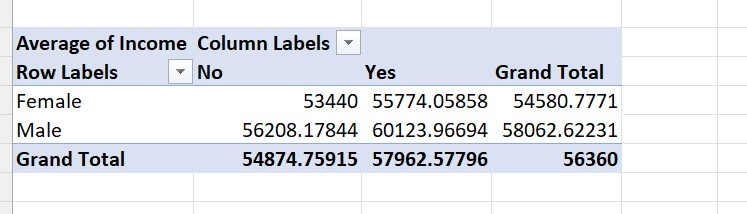 Average of Income Column Labels
Row Labels No Yes Grand Total
Female 53440 55774.05858 54580.7771
Male 56208.17844 60123.96694 58062.62231
Grand Total 54874.75915 57962.57796 56360